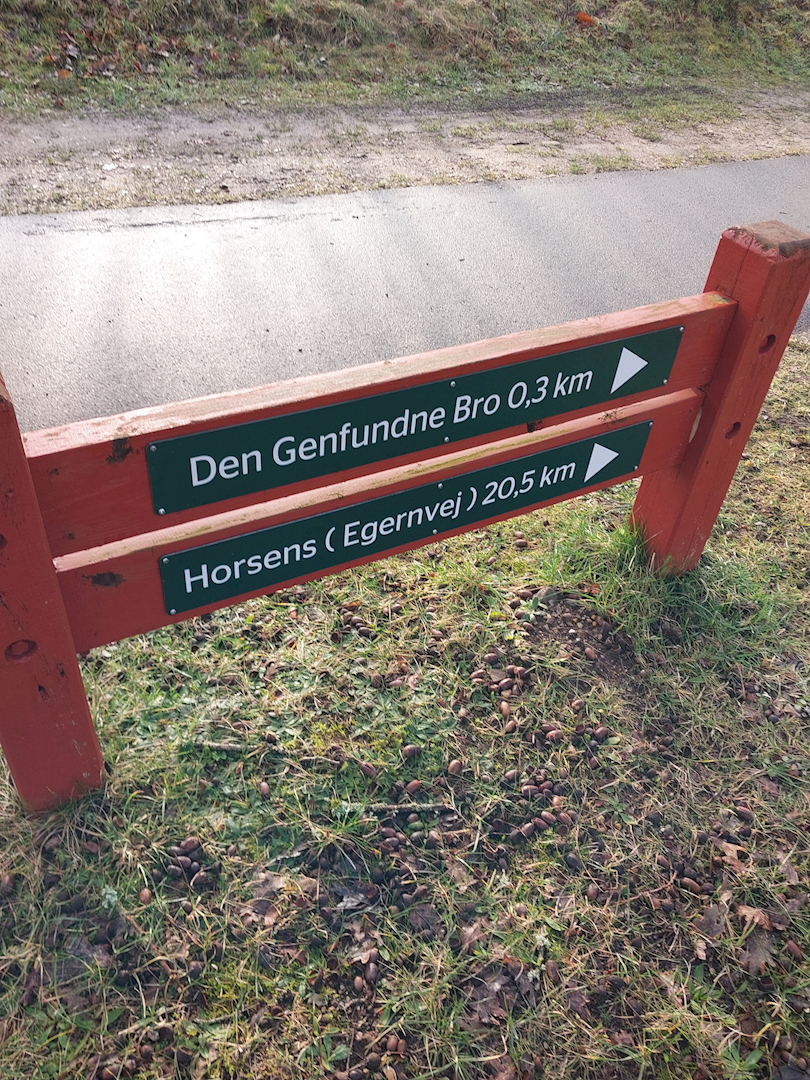 Den Genfundne Bro 0,3 km
Horsens ( Egernvej ) 20,5 km